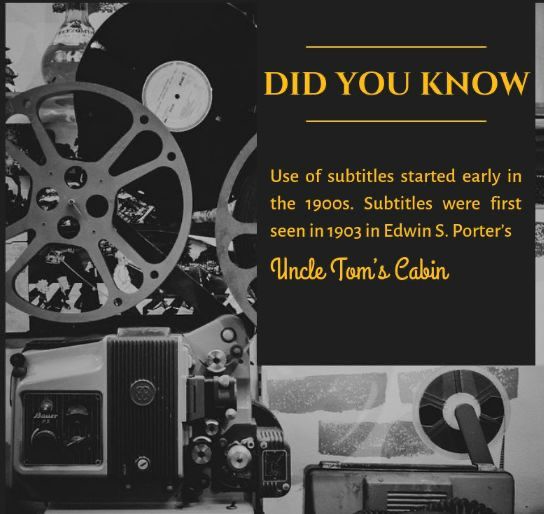 DID YOU KNOW
Use of subtitles started early in
the 1900s. Subtitles were first
seen in 1903 in Edwin S. Porter's
Uncle Tom's Cabin
Bauer